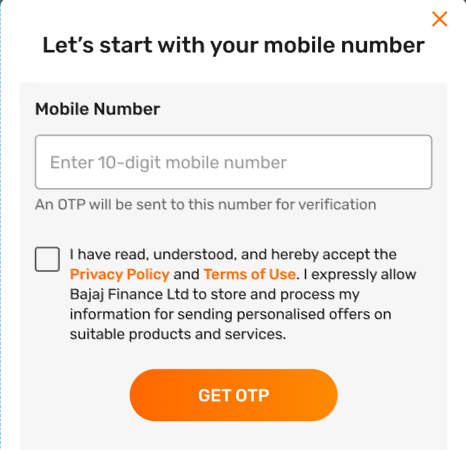 Let's start with your mobile number
Mobile Number
Enter 10-digit mobile number
An OTP will be sent to this number for verification
I have read, understood, and hereby accept the
Privacy Policy and Terms of Use. I expressly allow
Bajaj Finance Ltd to store and process my
information for sending personalised offers on
suitable products and services.
GET OTP